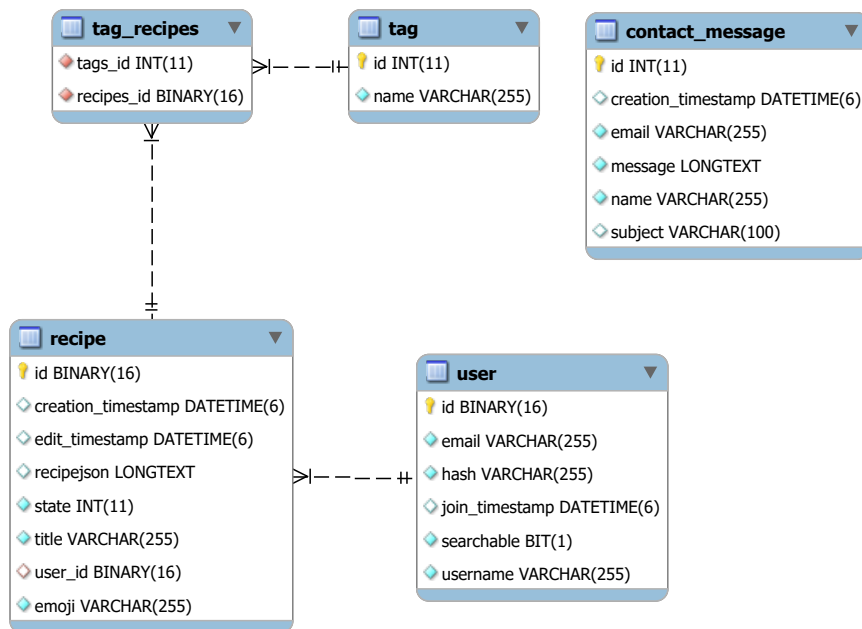 tag_recipes
tags_id INT(11)
recipes_id BINARY(16)
tag
id INT(11)
name VARCHAR(255)
contact_message
id INT(11)
creation_timestamp DATETIME(6)
email VARCHAR(255)
message LONGTEXT
name VARCHAR(255)
subject VARCHAR(100)
recipe
id BINARY(16)
creation_timestamp DATETIME(6)
edit_timestamp DATETIME(6)
recipejson LONGTEXT
state INT(11)
title VARCHAR(255)
user_id BINARY(16)
emoji VARCHAR(255)
user
id BINARY(16)
email VARCHAR(255)
hash VARCHAR(255)
join_timestamp DATETIME(6)
searchable BIT(1)
username VARCHAR(255)